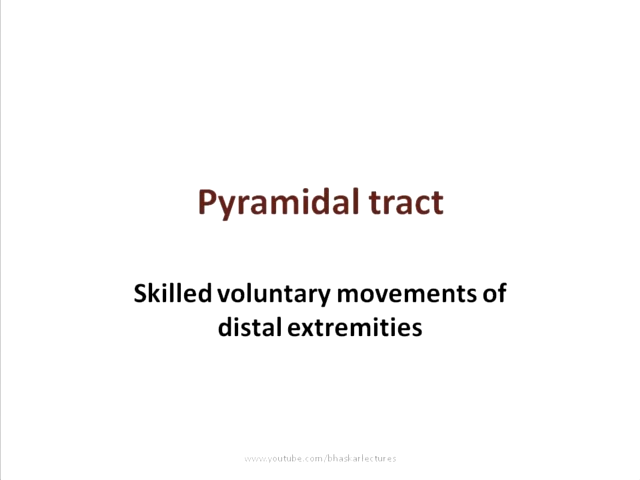 Pyramidal tract
Skilled voluntary movements of
distal extremities
www.youtube.com/bhaskarlectures